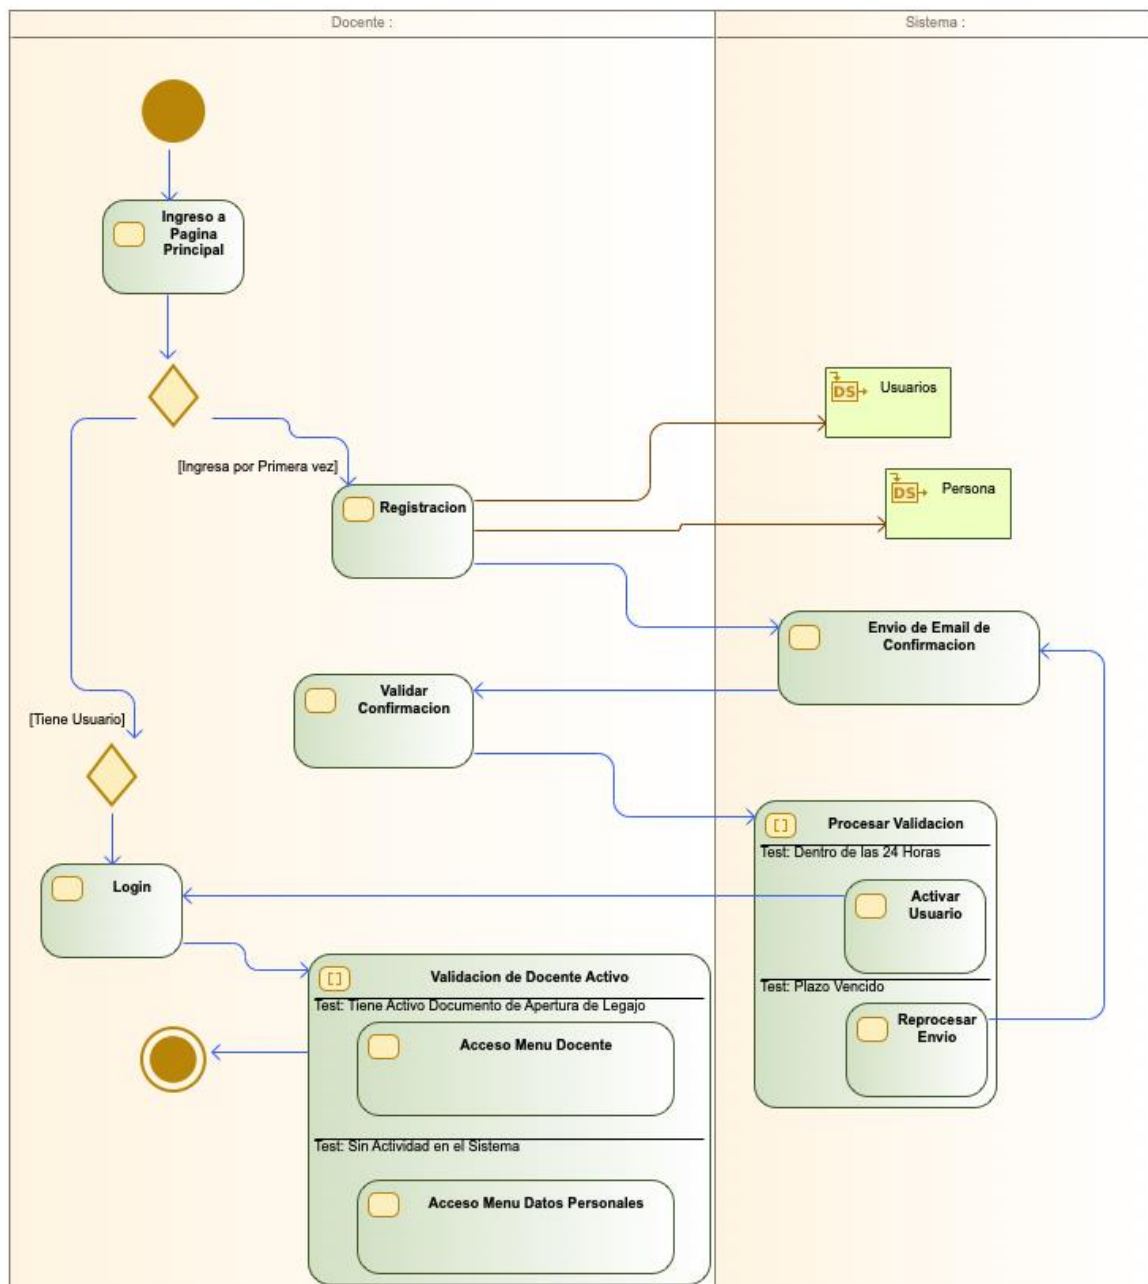 Docente :
Sistema :
Ingreso a
Pagina
Principal
DS
Usuarios
[Ingresa por Primera vez]
Registracion
DS
Persona
Envio de Email de
Confirmacion
Validar
Confirmacion
[Tiene Usuario]
Procesar Validacion
Test: Dentro de las 24 Horas
Login
Activar
Usuario
Validacion de Docente Activo
Test: Plazo Vencido
Test: Tiene Activo Documento de Apertura de Legajo
Reprocesar
Envio
Acceso Menu Docente
Test: Sin Actividad en el Sistema
Acceso Menu Datos Personales